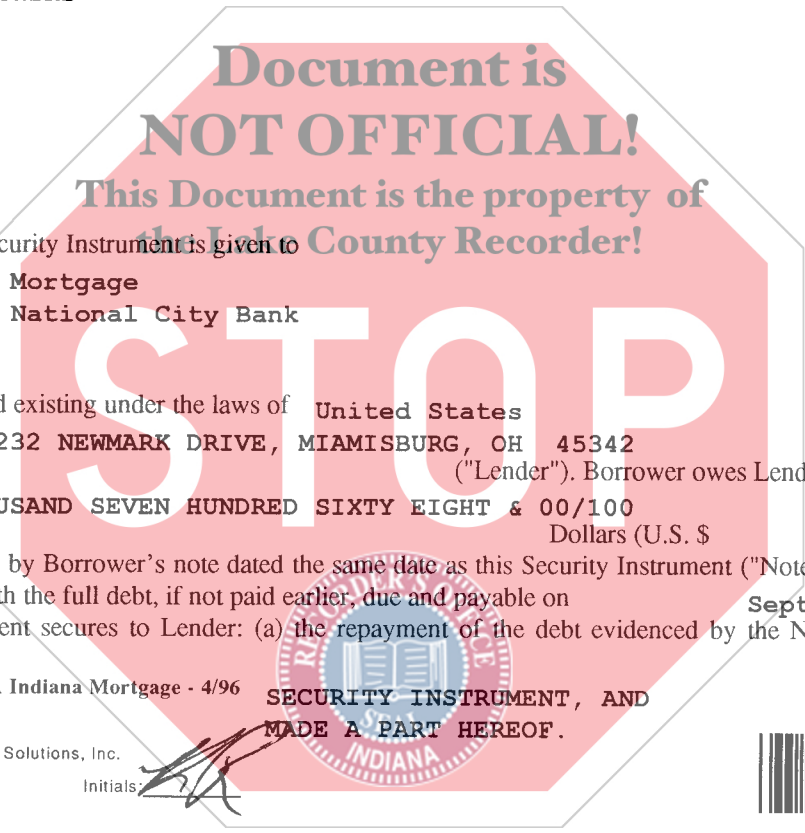 Document is
NOT OFFICIAL!
This Document is the property of
the Lake County Recorder!
curity Instrument is given to
Mortgage
National City Bank
STOP
d existing under the laws of United States
232 NEWMARK DRIVE, MIAMISBURG, OH 45342
("Lender"). Borrower owes Lend
USAND SEVEN HUNDRED SIXTY EIGHT & 00/100
Dollars (U.S. $
by Borrower's note dated the same date as this Security Instrument ("Note
th the full debt, if not paid earlier, due and payable on Sept
ent secures to Lender: (a) the repayment of the debt evidenced by the N
RECORDER'S OFFICE
SEAL
INDIANA
Indiana Mortgage - 4/96 SECURITY INSTRUMENT, AND
MADE A PART HEREOF.
Solutions, Inc.
Initials: